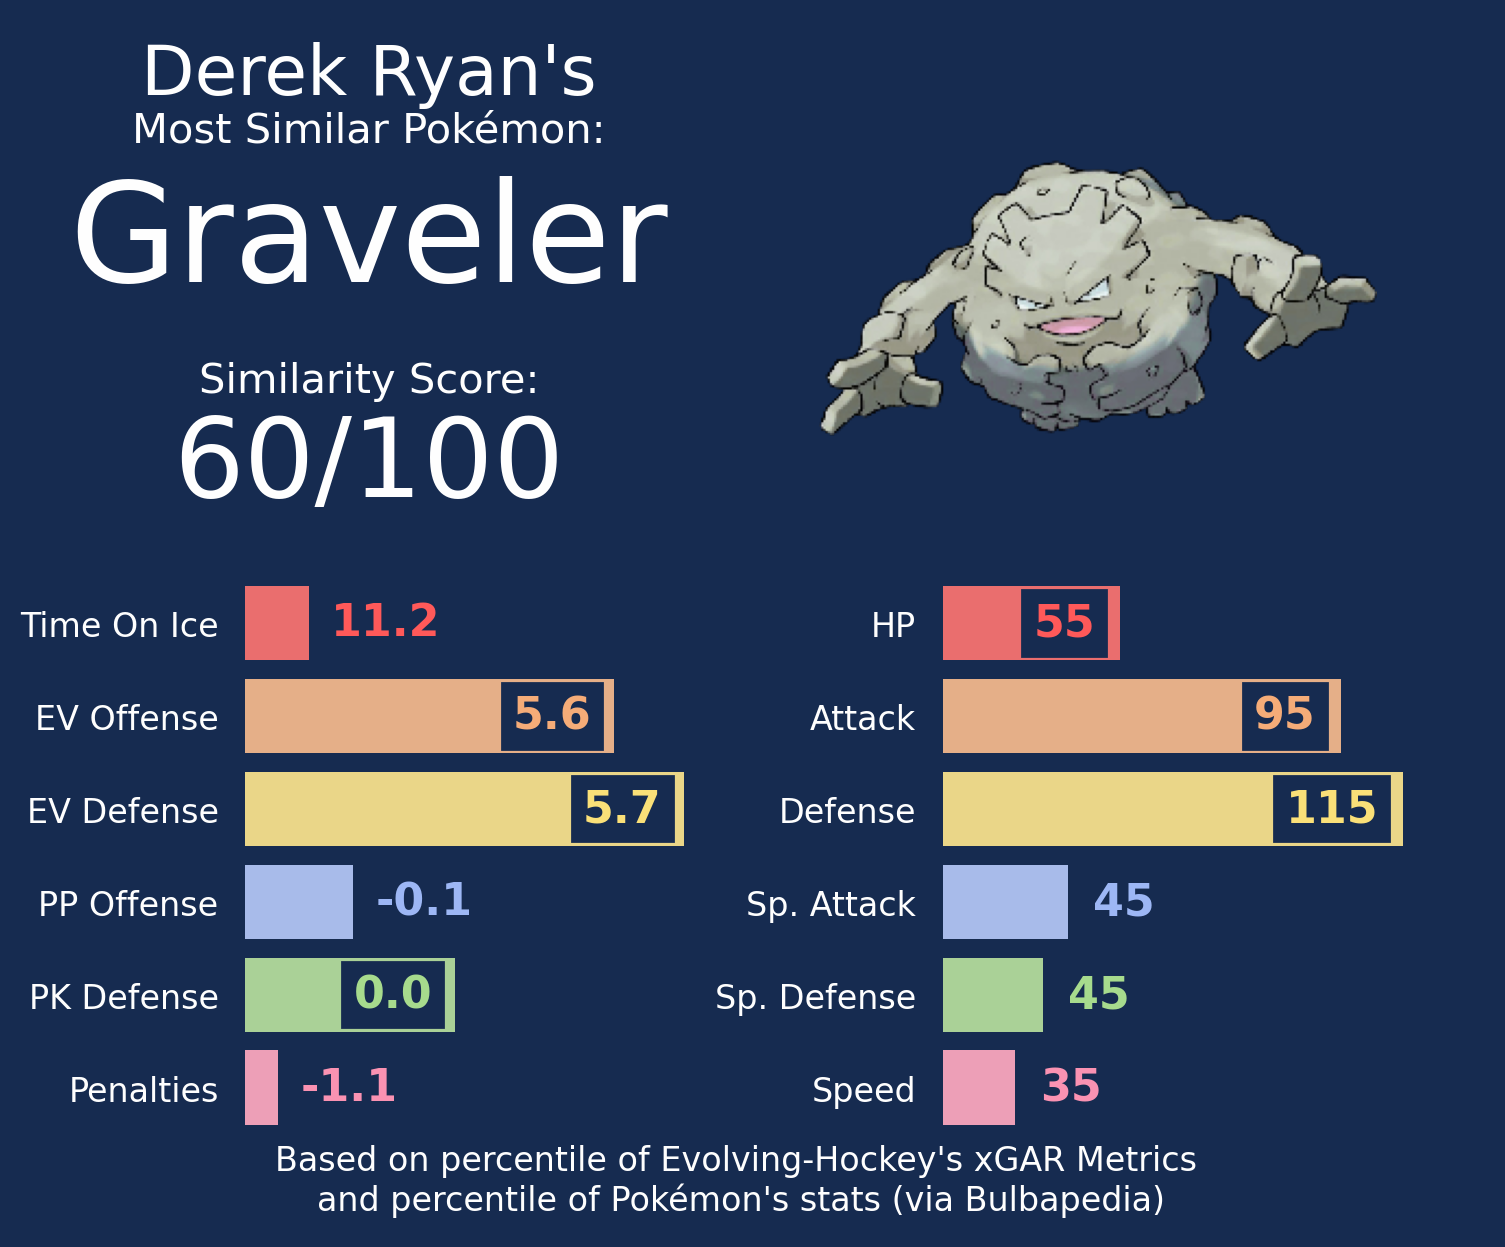 Derek Ryan's
Most Similar Pokémon:
Graveler
Similarity Score:
60/100
Time On Ice 11.2
EV Offense 5.6
EV Defense 5.7
PP Offense -0.1
PK Defense 0.0
Penalties -1.1
HP 55
Attack 95
Defense 115
Sp. Attack 45
Sp. Defense 45
Speed 35
Based on percentile of Evolving-Hockey's xGAR Metrics
and percentile of Pokémon's stats (via Bulbapedia)